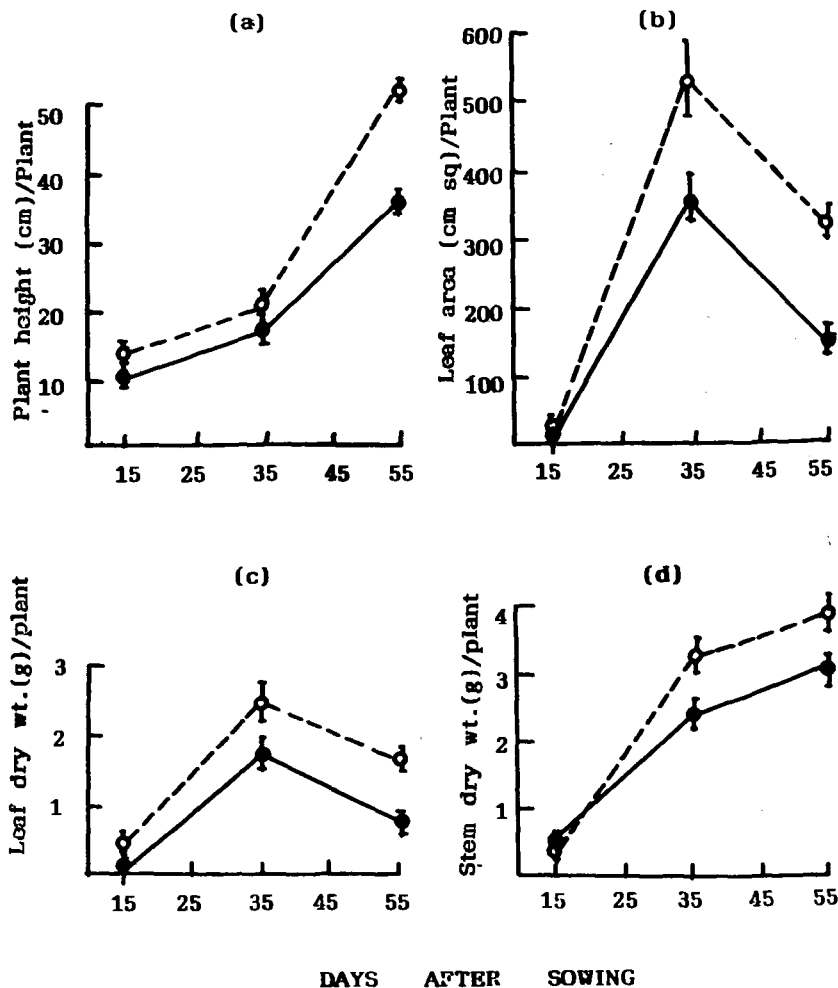 (a)
Plant height (cm)/Plant
50
40
30
20
10
15 25 35 45 55
(b)
Leaf area (cm sq)/Plant
600
500
400
300
200
100
15 25 35 45 55
(c)
Leaf dry wt.(g)/plant
3
2
1
15 25 35 45 55
(d)
Stem dry wt.(g)/plant
4
3
2
1
15 25 35 45 55
DAYS AFTER SOWING